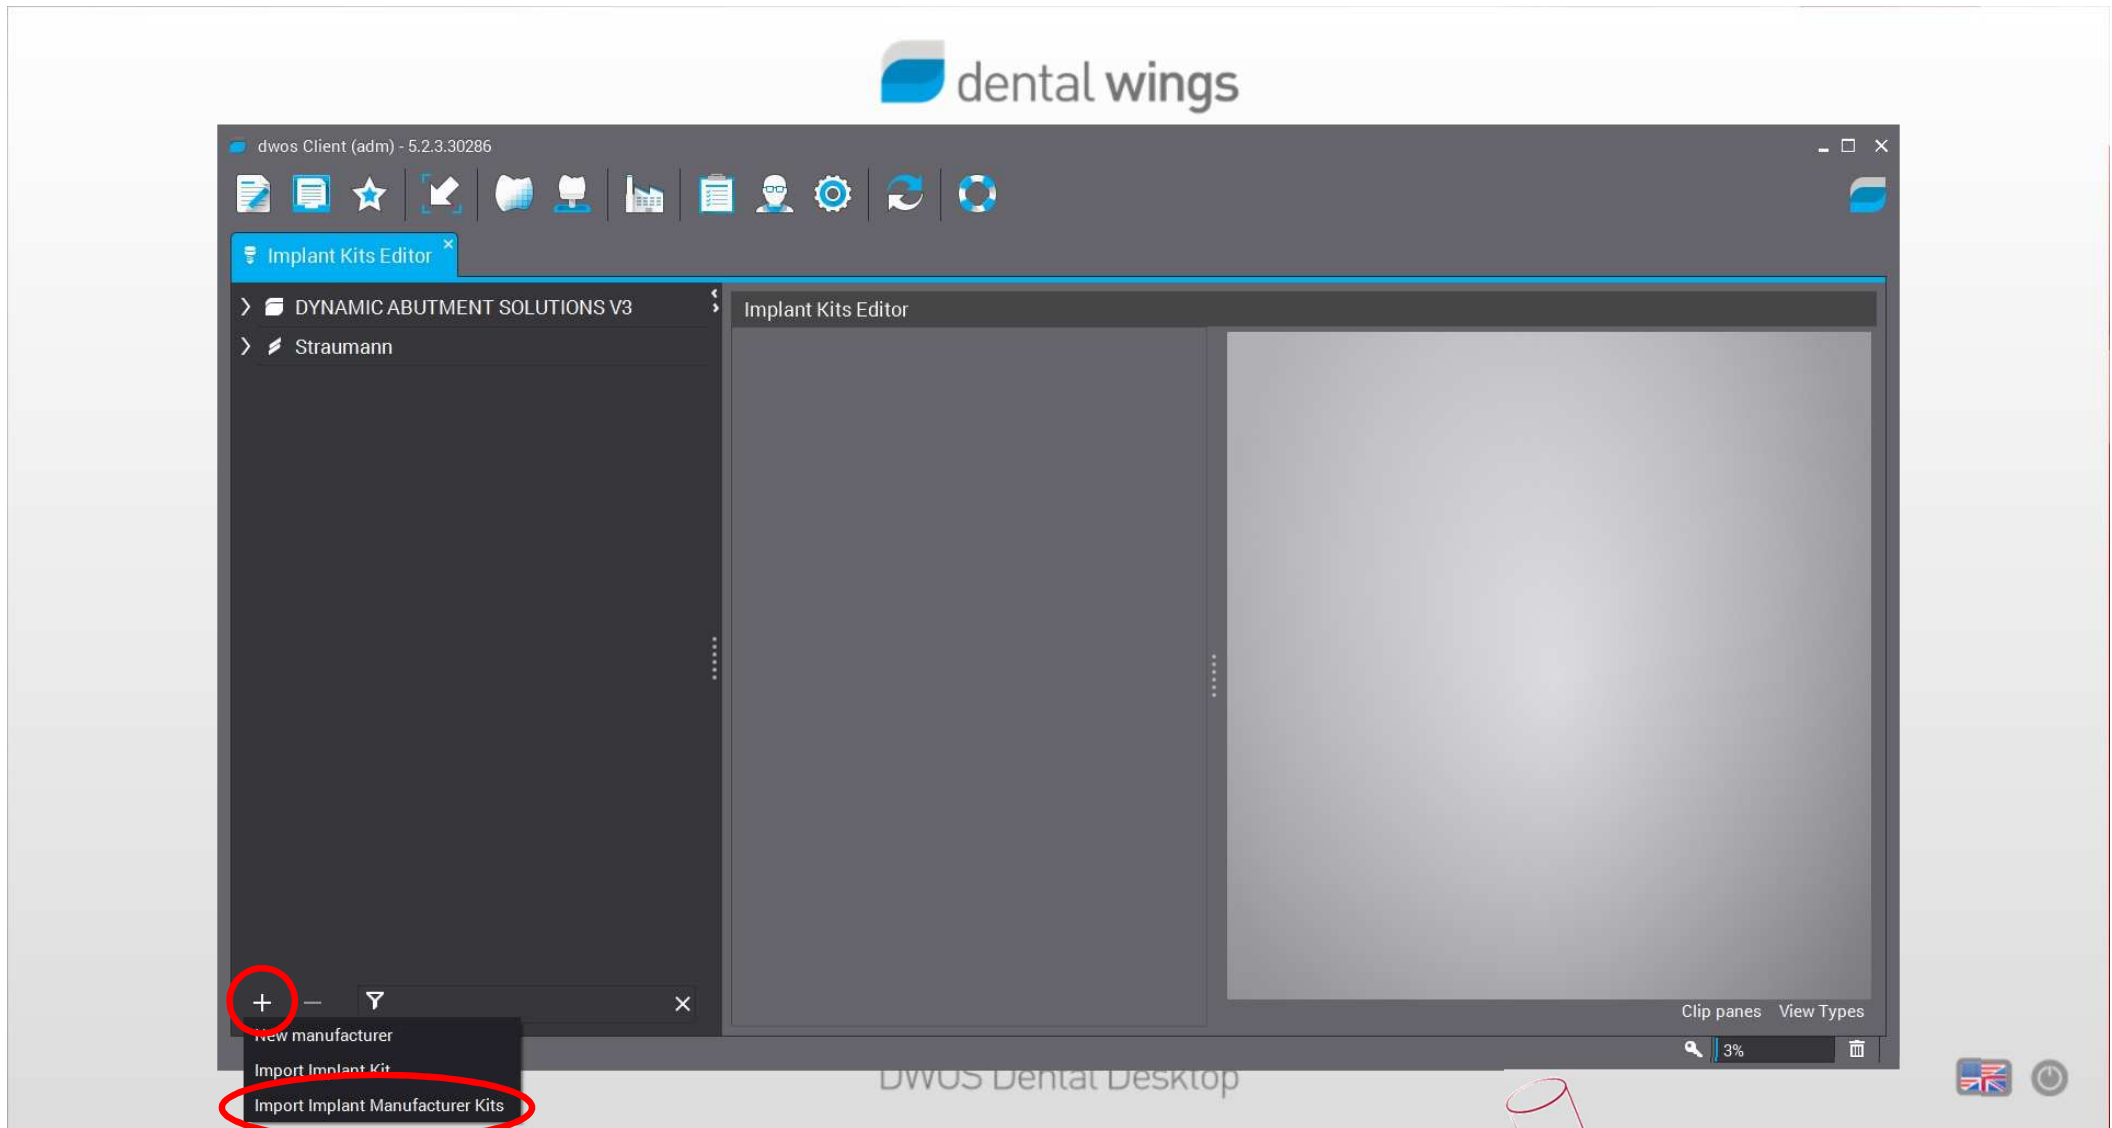 dental wings
dwos Client (adm) - 5.2.3.30286
Implant Kits Editor
DYNAMIC ABUTMENT SOLUTIONS V3
Straumann
Implant Kits Editor
Clip panes View Types
3%
New manufacturer
Import Implant Kit
Import Implant Manufacturer Kits
DWOS Dental Desktop